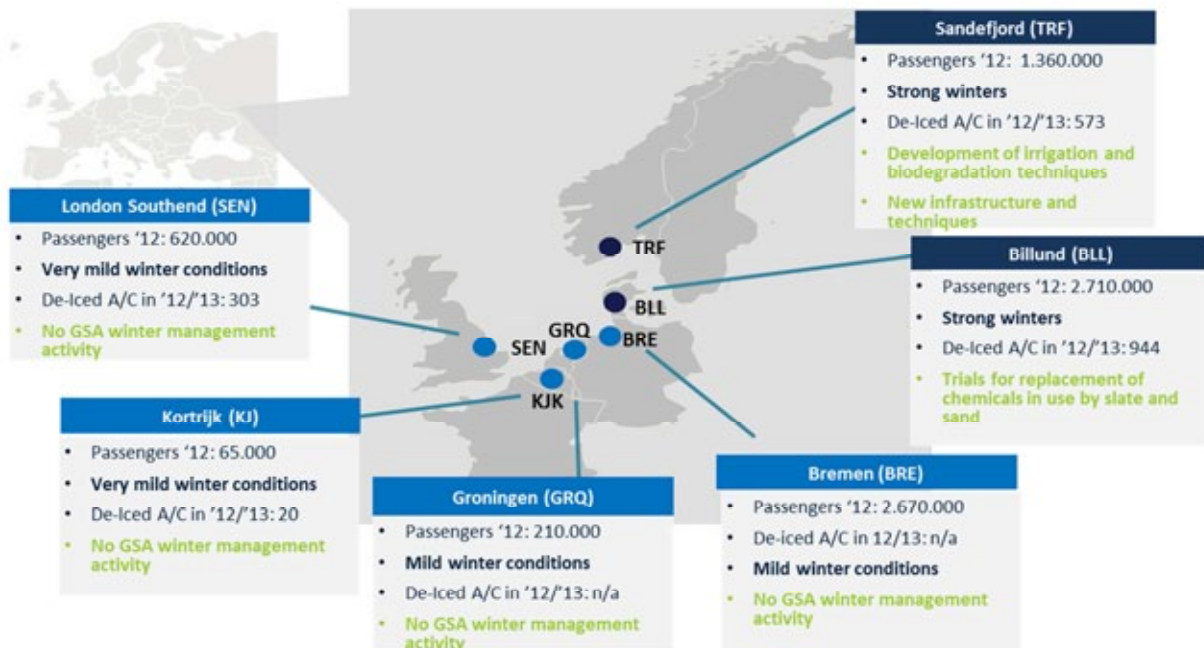 Sandefjord (TRF)
• Passengers ‘12: 1.360.000
• Strong winters
• De-Iced A/C in ’12/’13: 573
• Development of irrigation and
biodegradation techniques
• New infrastructure and
techniques
London Southend (SEN)
• Passengers ‘12: 620.000
• Very mild winter conditions
• De-Iced A/C in ’12/’13: 303
• No GSA winter management
activity
Billund (BLL)
• Passengers ‘12: 2.710.000
• Strong winters
• De-Iced A/C in ’12/’13: 944
• Trials for replacement of
chemicals in use by slate and
sand
TRF
BLL
GRQ
BRE
SEN
KJK
Kortrijk (KJ)
• Passengers ‘12: 65.000
• Very mild winter conditions
• De-Iced A/C in ’12/’13: 20
• No GSA winter management
activity
Groningen (GRQ)
• Passengers ‘12: 210.000
• Mild winter conditions
• De-Iced A/C in ’12/’13: n/a
• No GSA winter management
activity
Bremen (BRE)
• Passengers ‘12: 2.670.000
• De-iced A/C in 12/13: n/a
• Mild winter conditions
• No GSA winter management
activity